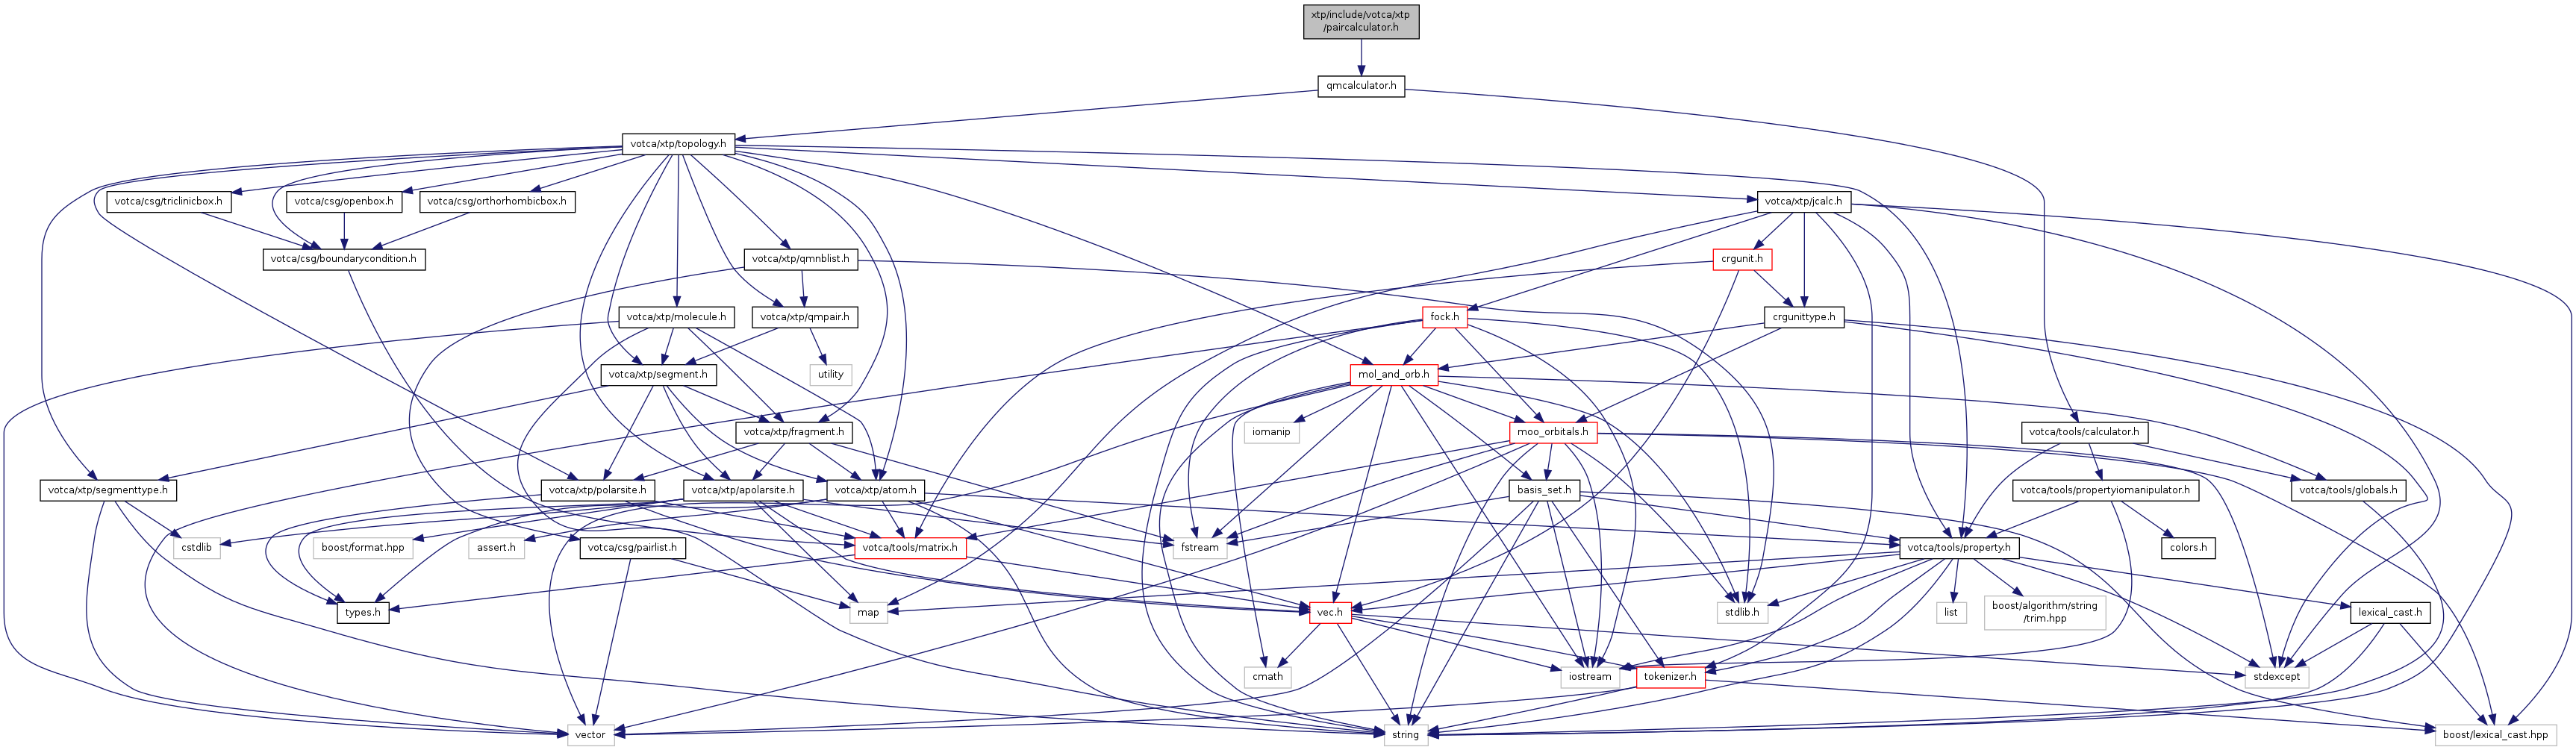 xtp/include/votca/xtp
/paircalculator.h
qmcalculator.h
votca/xtp/topology.h
votca/csg/triclinicbox.h
votca/csg/openbox.h
votca/csg/orthorhombicbox.h
votca/xtp/jcalc.h
votca/csg/boundarycondition.h
votca/xtp/qmnblist.h
crgunit.h
votca/xtp/molecule.h
votca/xtp/qmpair.h
fock.h
crgunittype.h
votca/xtp/segment.h
utility
mol_and_orb.h
votca/xtp/fragment.h
iomanip
moo_orbitals.h
votca/tools/calculator.h
votca/xtp/segmenttype.h
votca/xtp/polarsite.h
votca/xtp/apolarsite.h
votca/xtp/atom.h
basis_set.h
votca/tools/propertyiomanipulator.h
votca/tools/globals.h
cstdlib
boost/format.hpp
assert.h
votca/csg/pairlist.h
votca/tools/matrix.h
fstream
votca/tools/property.h
colors.h
types.h
map
vec.h
stdlib.h
list
boost/algorithm/string
/trim.hpp
lexical_cast.h
cmath
iostream
tokenizer.h
stdexcept
vector
string
boost/lexical_cast.hpp